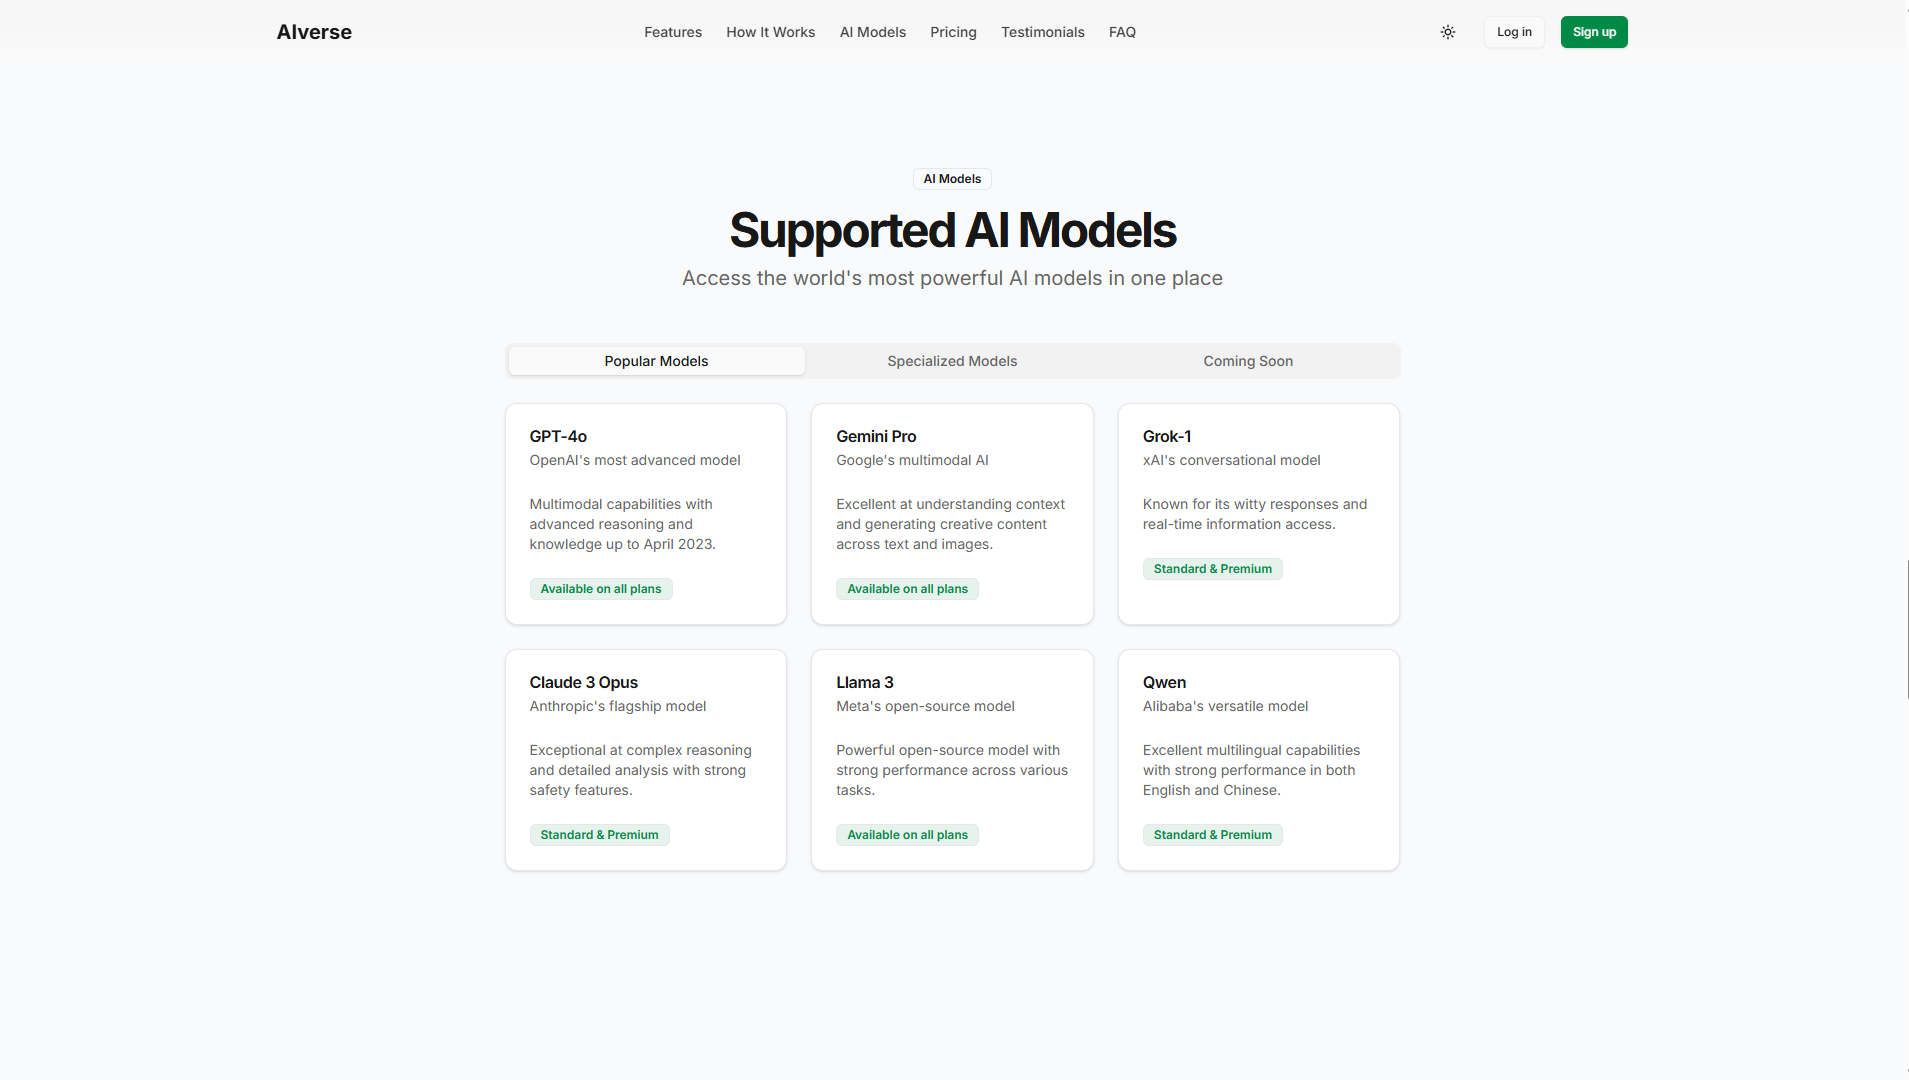 AIverse
Features
How It Works
AI Models
Pricing
Testimonials
FAQ
Log in
Sign up
AI Models
Supported AI Models
Access the world's most powerful AI models in one place
Popular Models
Specialized Models
Coming Soon
GPT-4o
OpenAI's most advanced model
Multimodal capabilities with
advanced reasoning and
knowledge up to April 2023.
Available on all plans
Gemini Pro
Google's multimodal AI
Excellent at understanding context
and generating creative content
across text and images.
Available on all plans
Grok-1
xAI's conversational model
Known for its witty responses and
real-time information access.
Standard & Premium
Claude 3 Opus
Anthropic's flagship model
Exceptional at complex reasoning
and detailed analysis with strong
safety features.
Standard & Premium
Llama 3
Meta's open-source model
Powerful open-source model with
strong performance across various
tasks.
Available on all plans
Qwen
Alibaba's versatile model
Excellent multilingual capabilities
with strong performance in both
English and Chinese.
Standard & Premium